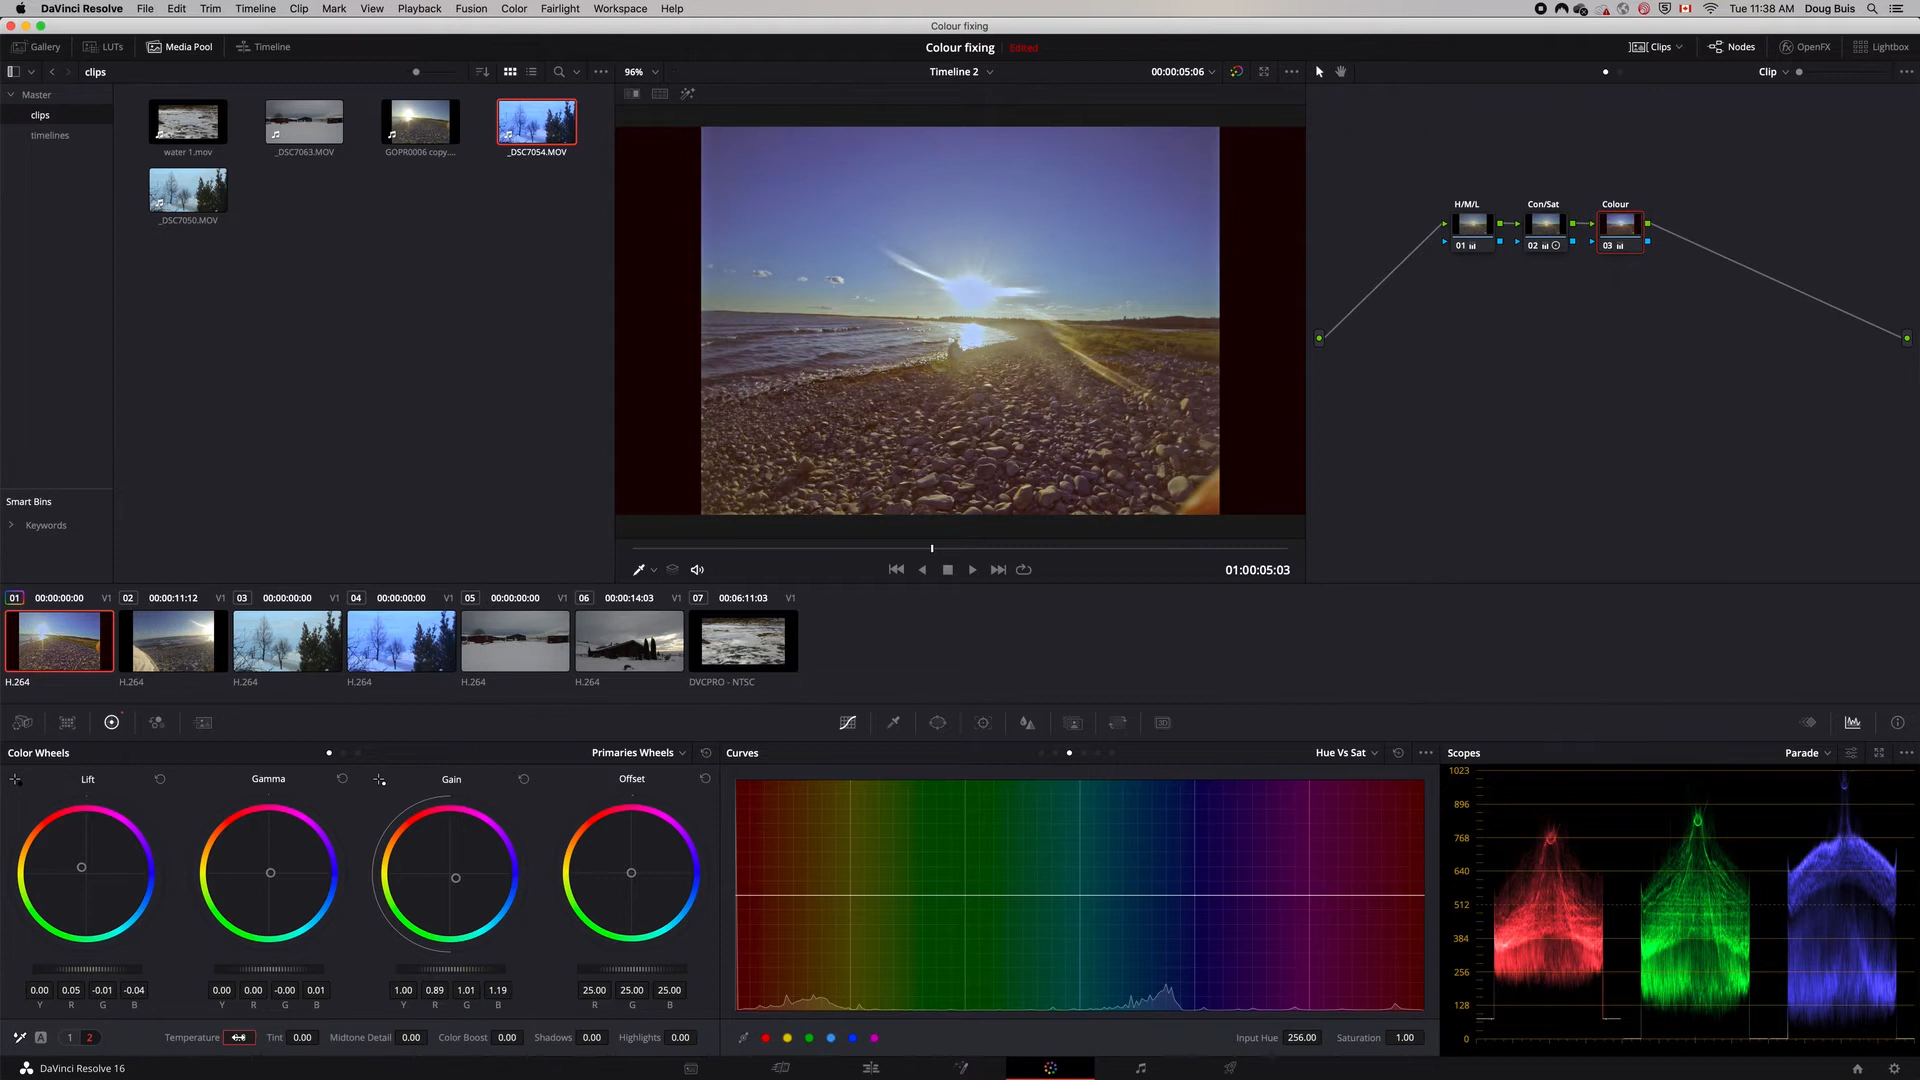 DaVinci Resolve File Edit Trim Timeline Clip Mark View Playback Fusion Color Fairlight Workspace Help Tue 11:38 AM Doug Buis
Colour fixing
Gallery LUTs Media Pool Timeline Colour fixing Edited Clips Nodes OpenFX Lightbox
clips 96% Timeline 2 00:00:05:06 Clip
Master
clips
timelines
water 1.mov _DSC7063.MOV GOPR0006 copy.... _DSC7054.MOV
_DSC7050.MOV
H/M/L Con/Sat Colour
01 02 03
Smart Bins
Keywords
01:00:05:03
01 00:00:00:00 V1 02 00:00:11:12 V1 03 00:00:00:00 V1 04 00:00:00:00 V1 05 00:00:00:00 V1 06 00:00:14:03 V1 07 00:06:11:03 V1
H.264 H.264 H.264 H.264 H.264 H.264 DVCPRO - NTSC
3D
Color Wheels Primaries Wheels Curves Hue Vs Sat Scopes Parade
Lift Gamma Gain Offset
1023
896
768
640
512
384
256
128
0
0.00 0.05 -0.01 -0.04 0.00 0.00 -0.00 0.01 1.00 0.89 1.01 1.19 25.00 25.00 25.00
Y R G B Y R G B Y R G B R G B
A 1 2 Temperature Tint 0.00 Midtone Detail 0.00 Color Boost 0.00 Shadows 0.00 Highlights 0.00 Input Hue 256.00 Saturation 1.00
DaVinci Resolve 16